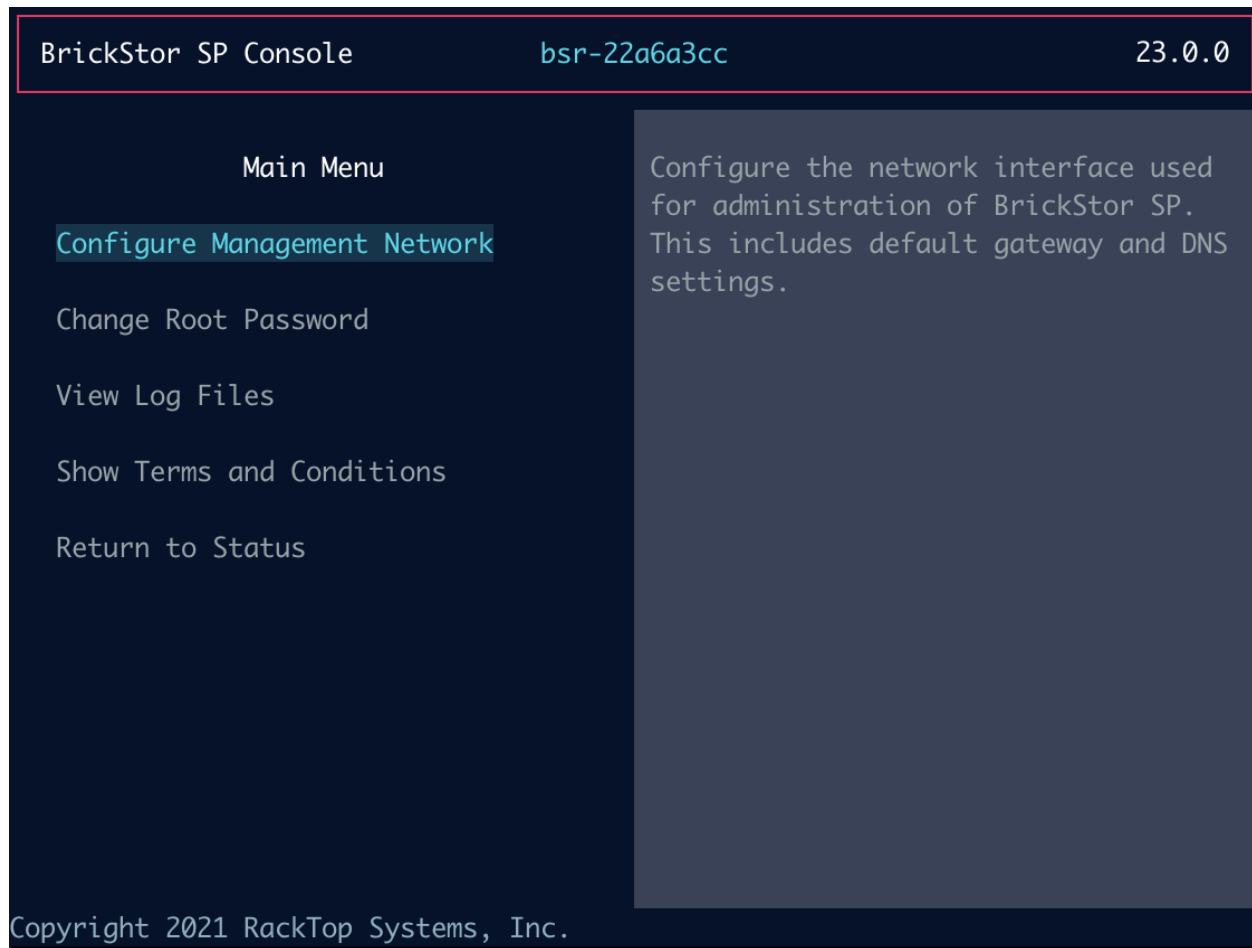 BrickStor SP Console bsr-22a6a3cc 23.0.0
Main Menu
Configure Management Network
Change Root Password
View Log Files
Show Terms and Conditions
Return to Status
Configure the network interface used
for administration of BrickStor SP.
This includes default gateway and DNS
settings.
Copyright 2021 RackTop Systems, Inc.